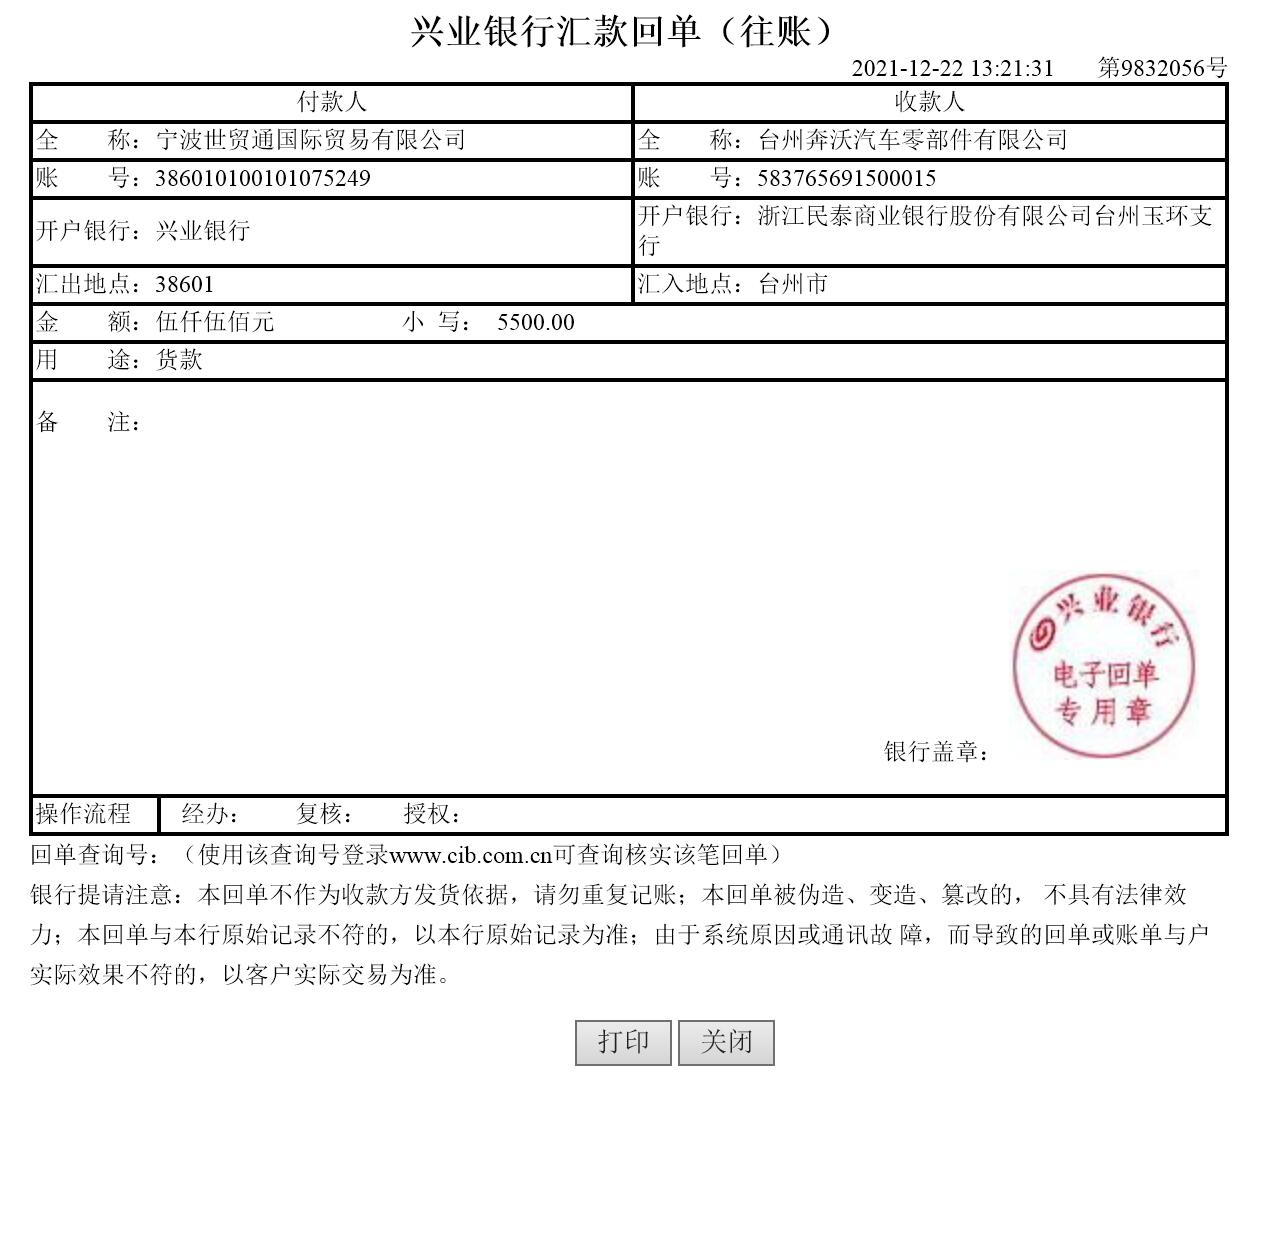 兴业银行汇款回单（往账）
2021-12-22 13:21:31 第9832056号
付款人 收款人
全 称：宁波世贸通国际贸易有限公司 全 称：台州奔沃汽车零部件有限公司
账 号：386010100101075249 账 号：583765691500015
开户银行：兴业银行 开户银行：浙江民泰商业银行股份有限公司台州玉环支
行
汇出地点：38601 汇入地点：台州市
金 额：伍仟伍佰元 小 写： 5500.00
用 途：货款
备 注：
兴业银行
电子回单
专用章
银行盖章：
操作流程 经办： 复核： 授权：
回单查询号：（使用该查询号登录www.cib.com.cn可查询核实该笔回单）
银行提请注意：本回单不作为收款方发货依据，请勿重复记账；本回单被伪造、变造、篡改的， 不具有法律效
力；本回单与本行原始记录不符的，以本行原始记录为准；由于系统原因或通讯故 障，而导致的回单或账单与户
实际效果不符的，以客户实际交易为准。
打印 关闭